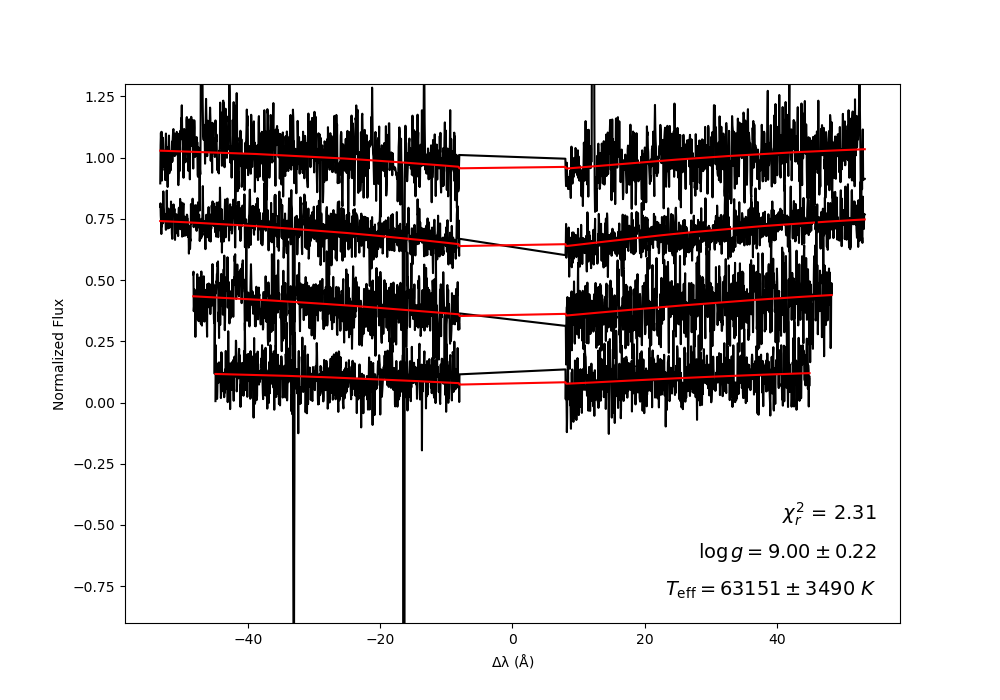 1.25
1.00
0.75
0.50
0.25
0.00
−0.25
−0.50
−0.75
Normalized Flux
χ²ᵣ = 2.31
log g = 9.00 ± 0.22
T_eff = 63151 ± 3490 K
−40 −20 0 20 40
Δλ (Å)